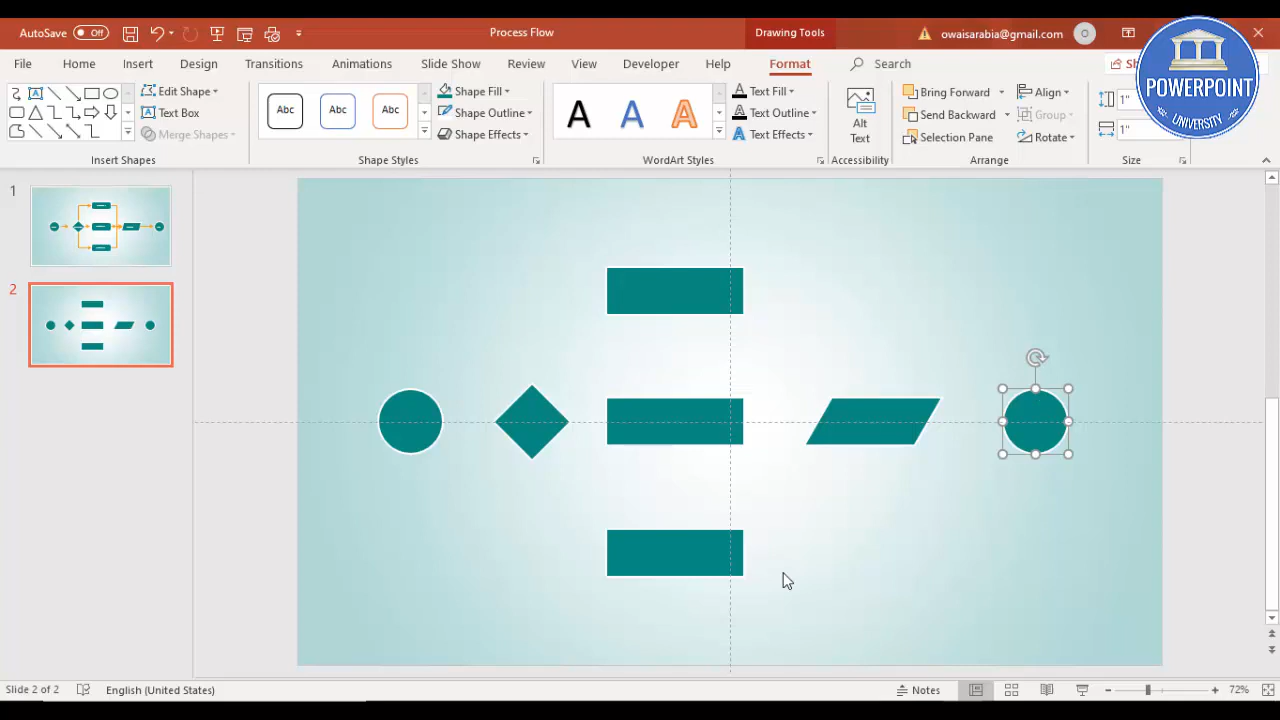 AutoSave Off
Process Flow
Drawing Tools
owaisarabia@gmail.com
O
File Home Insert Design Transitions Animations Slide Show Review View Developer Help Format Search
Edit Shape
Text Box
Merge Shapes
Insert Shapes
Abc Abc Abc
Shape Fill
Shape Outline
Shape Effects
Shape Styles
A A A
Text Fill
Text Outline
Text Effects
WordArt Styles
Alt
Text
Accessibility
Bring Forward
Send Backward
Selection Pane
Align
Group
Rotate
Arrange
1"
1"
Size
POWERPOINT
UNIVERSITY
1
2
Slide 2 of 2
English (United States)
Notes
72%